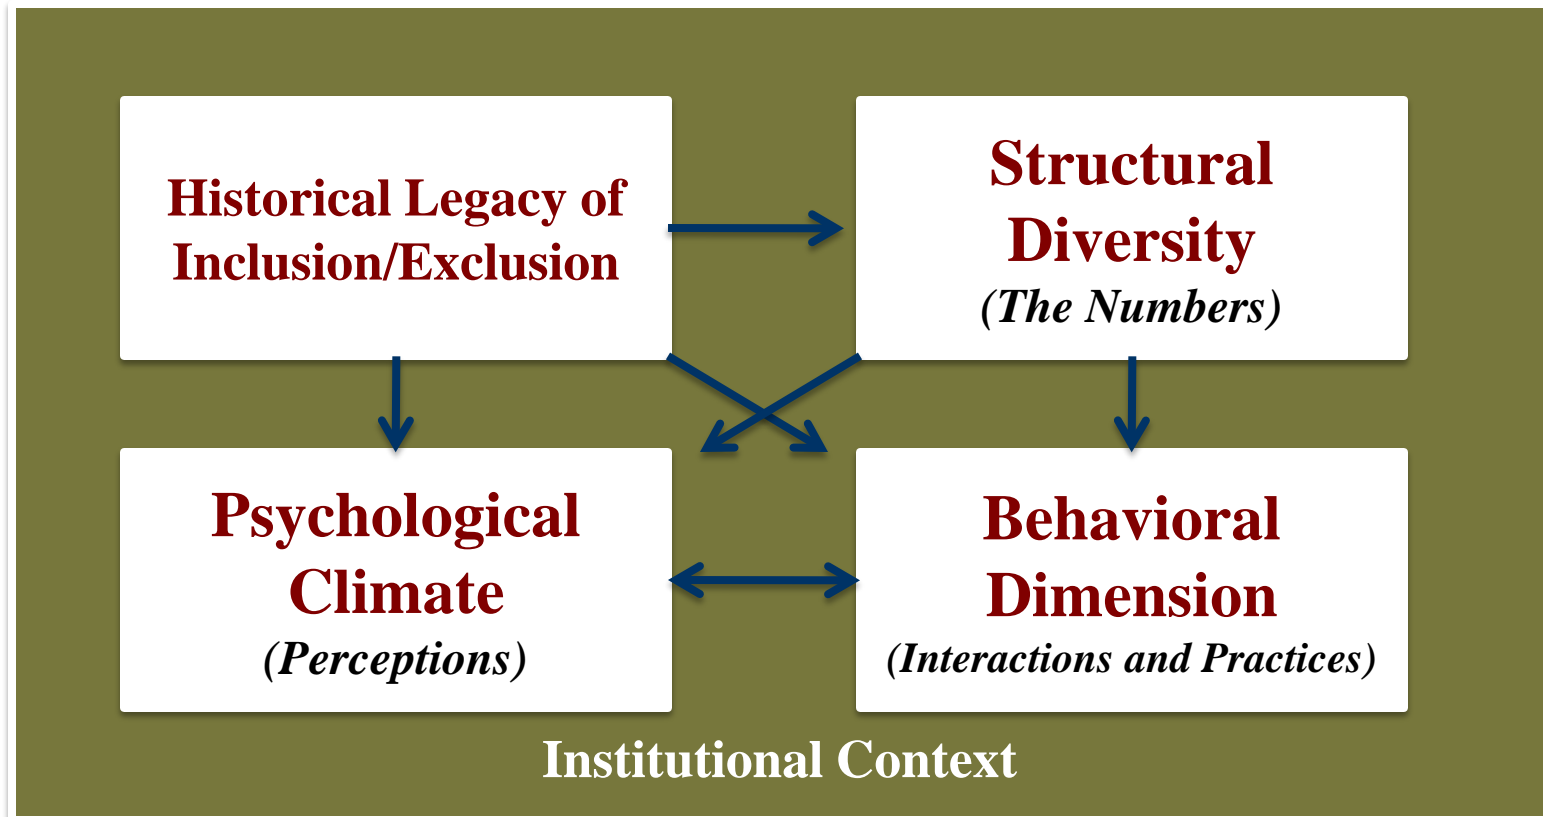 Historical Legacy of
Inclusion/Exclusion
Structural
Diversity
(The Numbers)
Psychological
Climate
(Perceptions)
Behavioral
Dimension
(Interactions and Practices)
Institutional Context